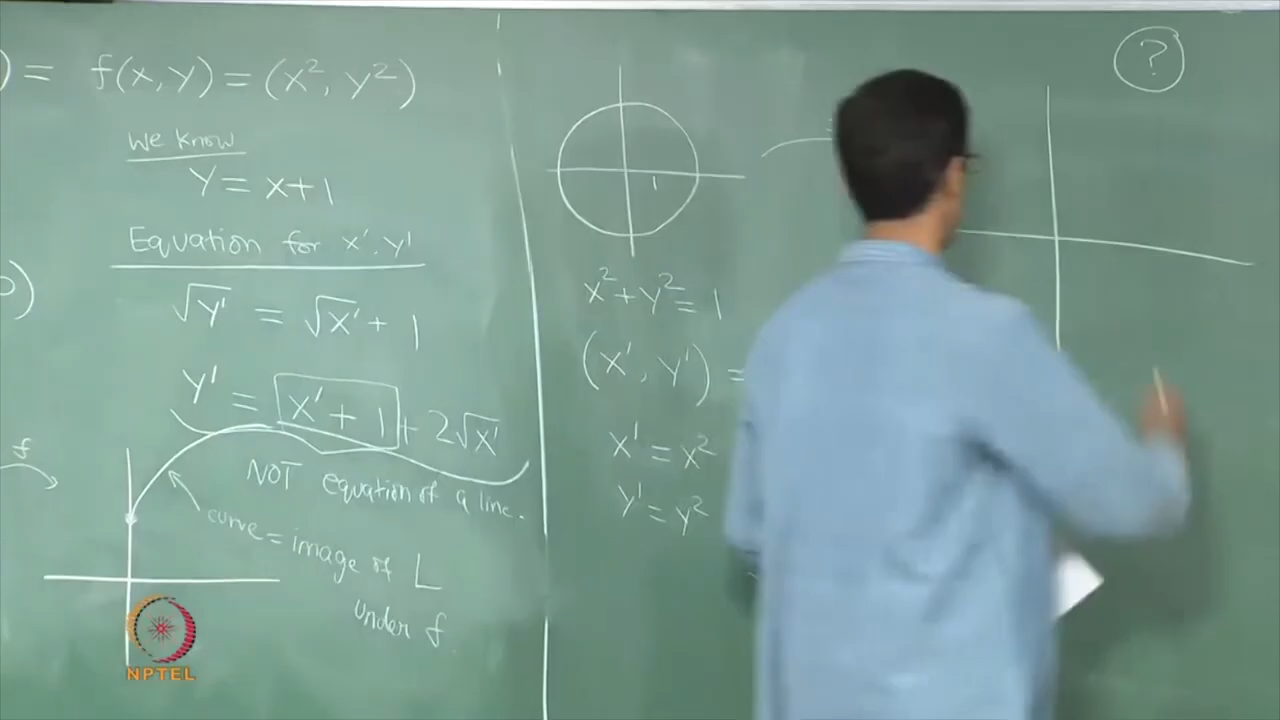 ) = f(x, y) = (x², y²)
We know
y = x+1
Equation for x', y'
)
√y' = √x' + 1
y' = x' + 1 + 2√x'
NOT equation of a line.
f
curve = image of L
under f
NPTEL
1
x² + y² = 1
(x', y') =
x' = x²
y' = y²
?